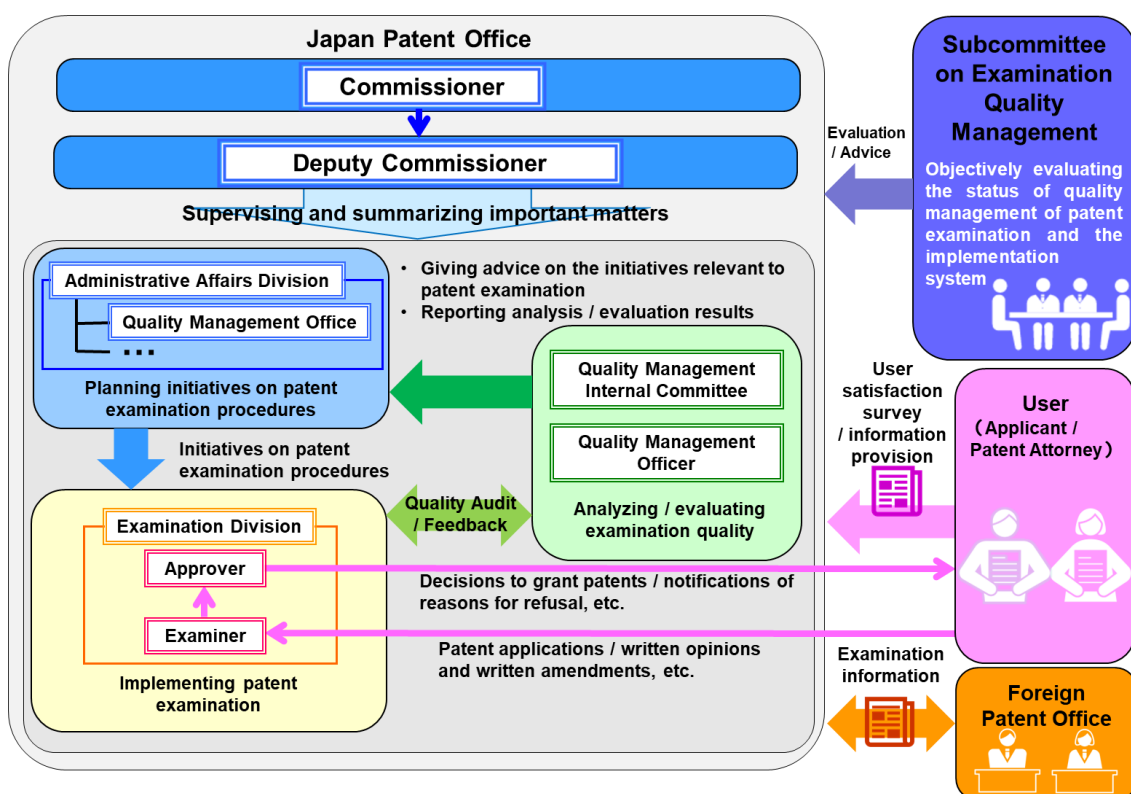 Japan Patent Office
Commissioner
Deputy Commissioner
Supervising and summarizing important matters
Administrative Affairs Division
Quality Management Office
• • •
Planning initiatives on patent
examination procedures
• Giving advice on the initiatives relevant to
patent examination
• Reporting analysis / evaluation results
Quality Management
Internal Committee
Quality Management
Officer
Analyzing / evaluating
examination quality
Initiatives on patent
examination procedures
Quality Audit
/ Feedback
Examination Division
Approver
Examiner
Implementing patent
examination
Decisions to grant patents / notifications of
reasons for refusal, etc.
Patent applications / written opinions
and written amendments, etc.
Subcommittee
on Examination
Quality
Management
Objectively evaluating
the status of quality
management of patent
examination and the
implementation
system
Evaluation
/ Advice
User
satisfaction
survey
/ information
provision
User
（Applicant /
Patent Attorney）
Examination
information
Foreign
Patent Office